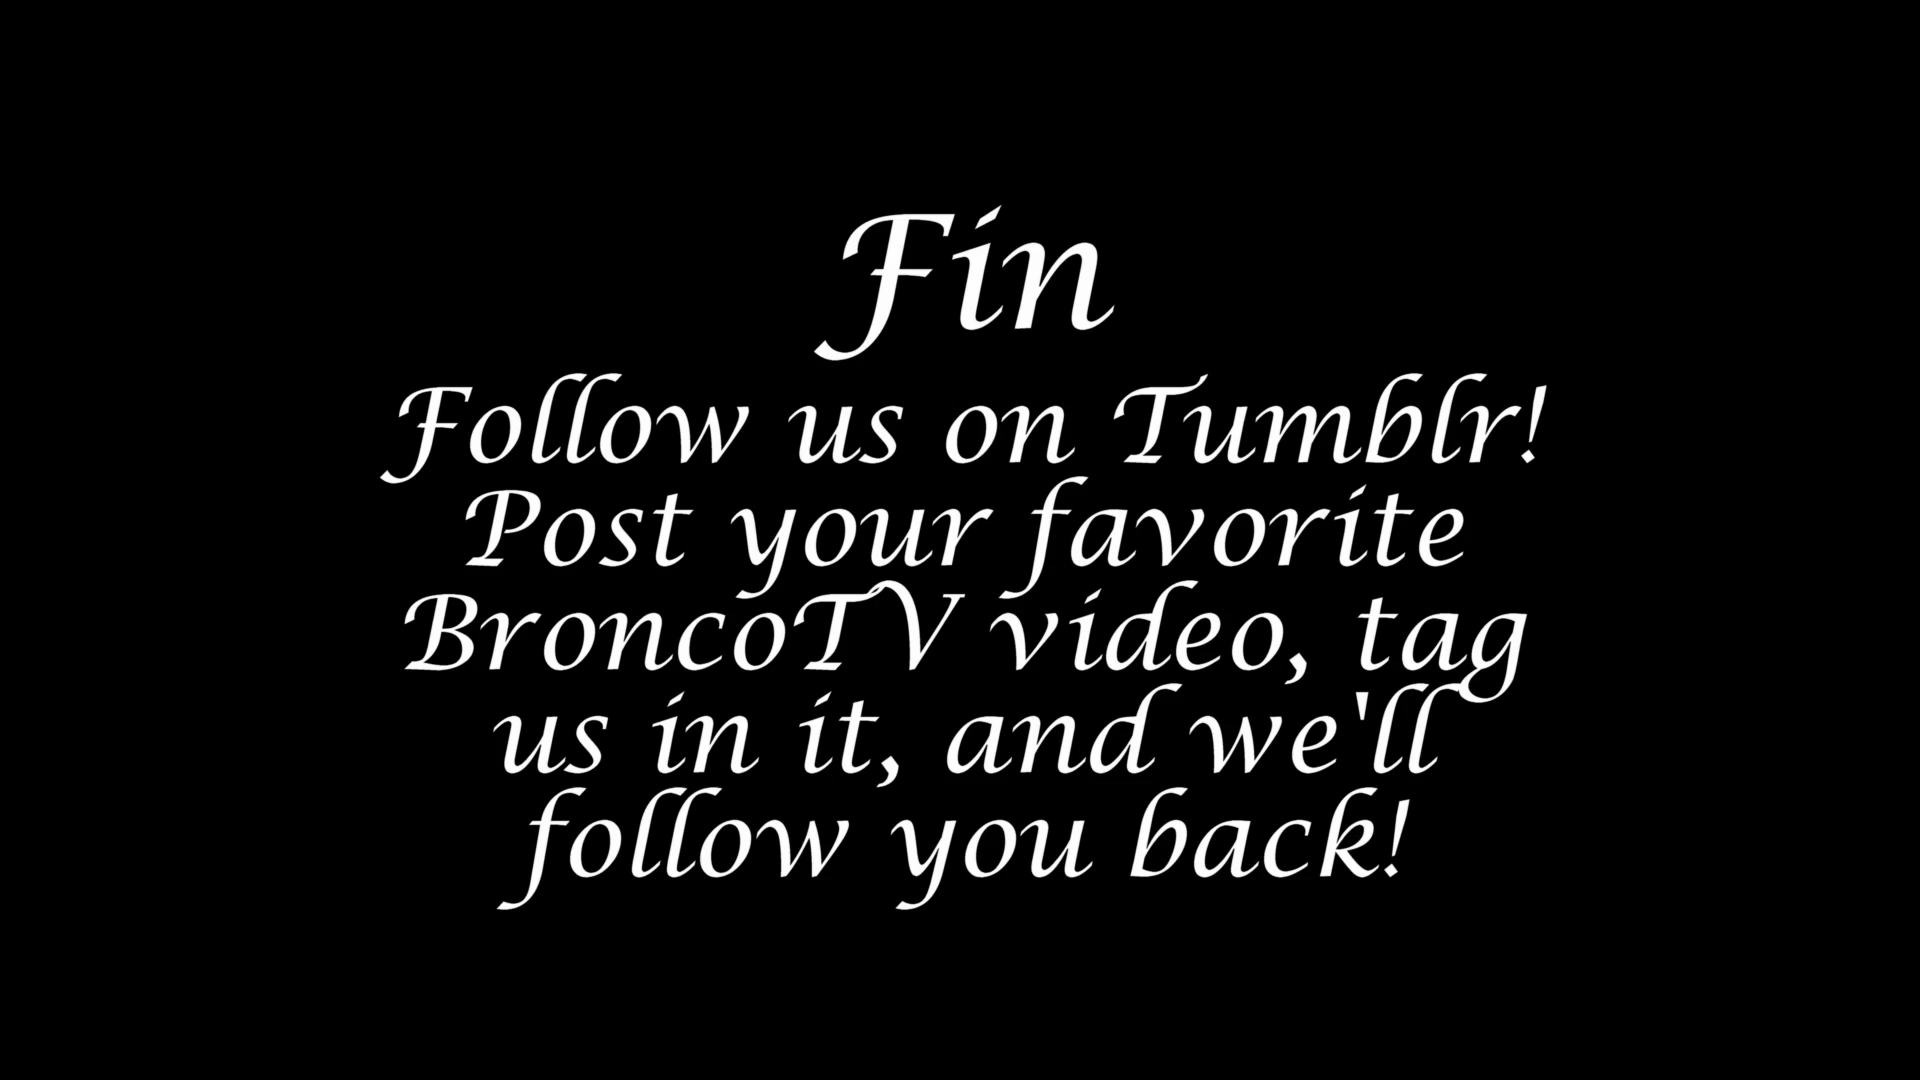 Fin
Follow us on Tumblr!
Post your favorite
BroncoTV video, tag
us in it, and we'll
follow you back!